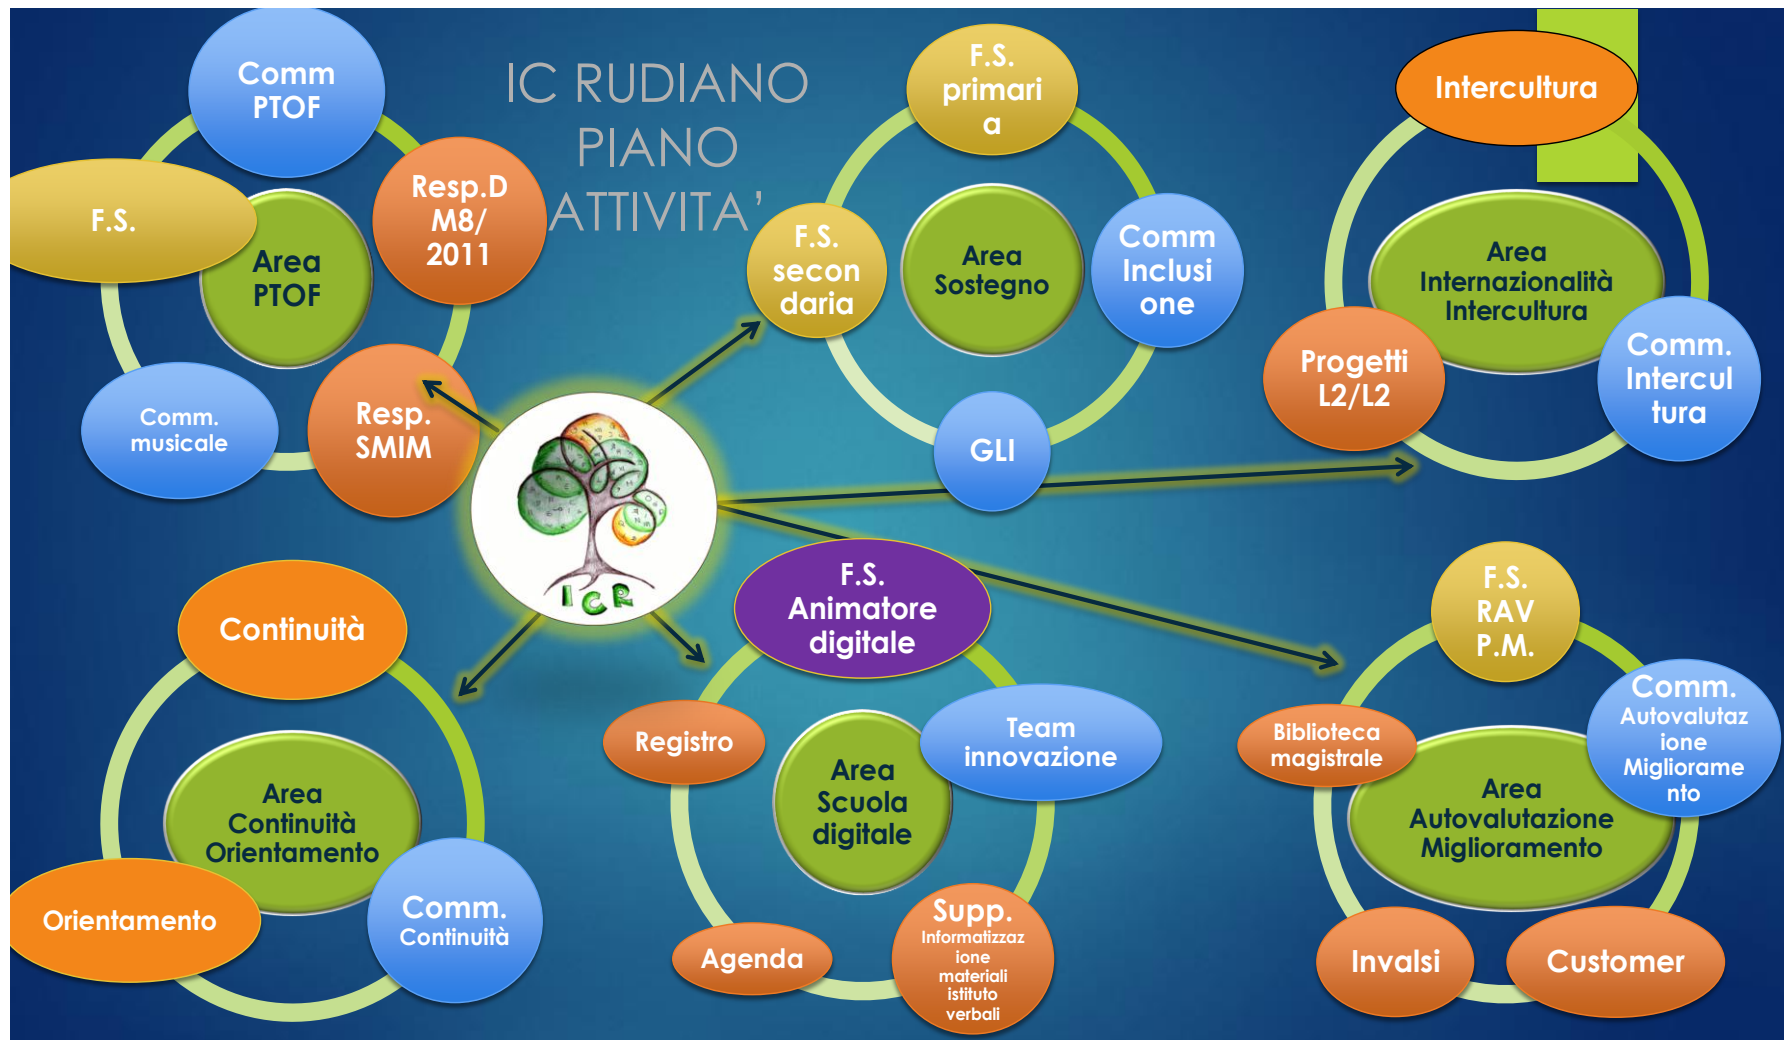 IC RUDIANO
PIANO
ATTIVITA’
Comm
PTOF
F.S.
Resp.D
M8/
2011
Area
PTOF
Comm.
musicale
Resp.
SMIM
F.S.
primari
a
F.S.
secon
daria
Area
Sostegno
Comm
Inclusi
one
GLI
Intercultura
Area
Internazionalità
Intercultura
Progetti
L2/L2
Comm.
Intercul
tura
ICR
Continuità
Area
Continuità
Orientamento
Orientamento
Comm.
Continuità
F.S.
Animatore
digitale
Registro
Team
innovazione
Area
Scuola
digitale
Agenda
Supp.
Informatizzaz
ione
materiali
istituto
verbali
F.S.
RAV
P.M.
Comm.
Autovalutaz
ione
Migliorame
nto
Biblioteca
magistrale
Area
Autovalutazione
Miglioramento
Invalsi
Customer